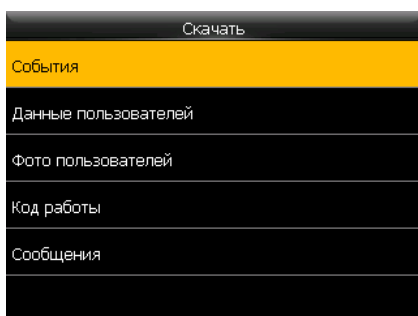 Скачать
События
Данные пользователей
Фото пользователей
Код работы
Сообщения